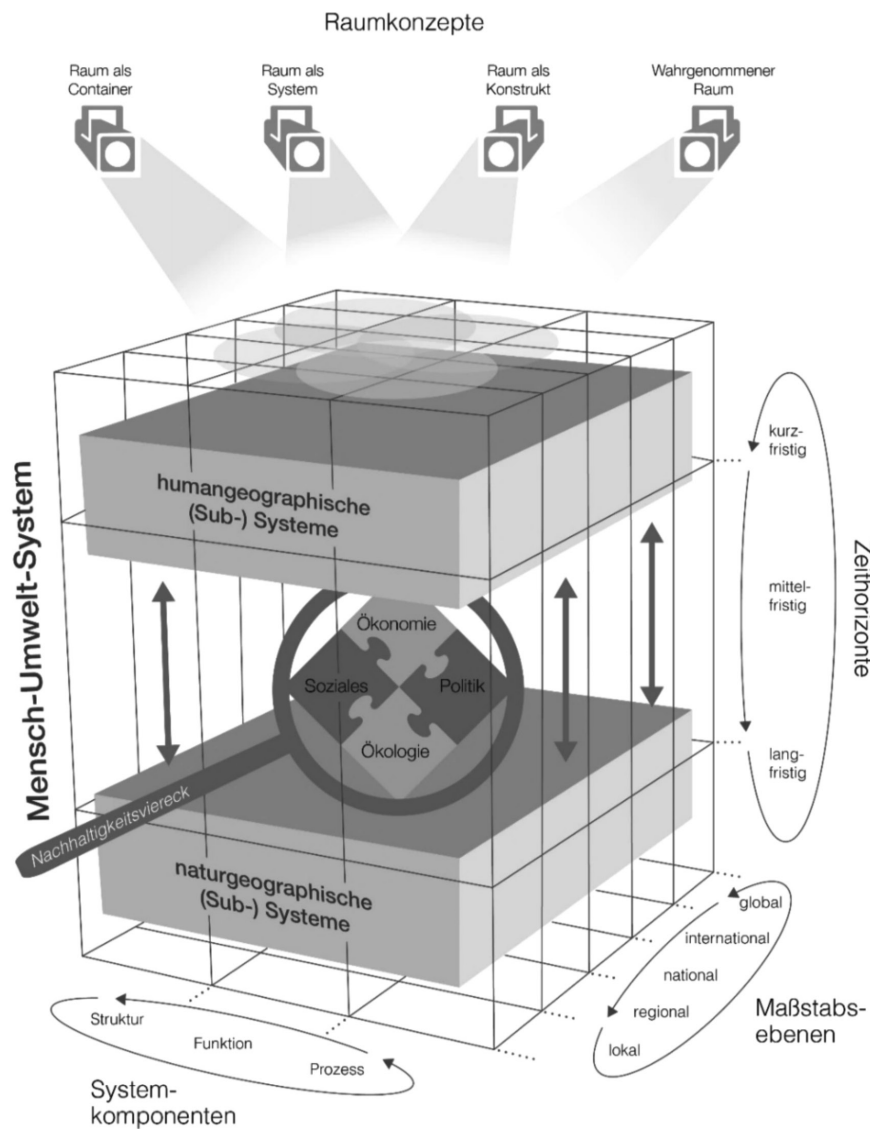 Raumkonzepte
Raum als
Container
Raum als
System
Raum als
Konstrukt
Wahrgenommener
Raum
Mensch-Umwelt-System
humangeographische
(Sub-) Systeme
Ökonomie
Soziales
Politik
Ökologie
Nachhaltigkeitsviereck
naturgeographische
(Sub-) Systeme
kurz-
fristig
mittel-
fristig
lang-
fristig
Zeithorizonte
global
international
national
regional
lokal
Maßstabs-
ebenen
Struktur
Funktion
Prozess
System-
komponenten